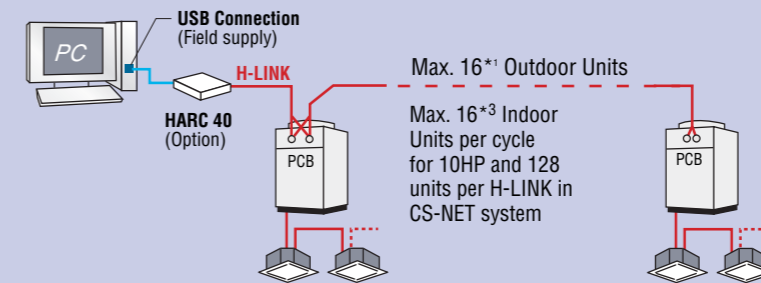 USB Connection
(Field supply)
PC
H-LINK
HARC 40
(Option)
Max. 16*¹ Outdoor Units
Max. 16*³ Indoor
Units per cycle
for 10HP and 128
units per H-LINK in
CS-NET system
PCB
PCB